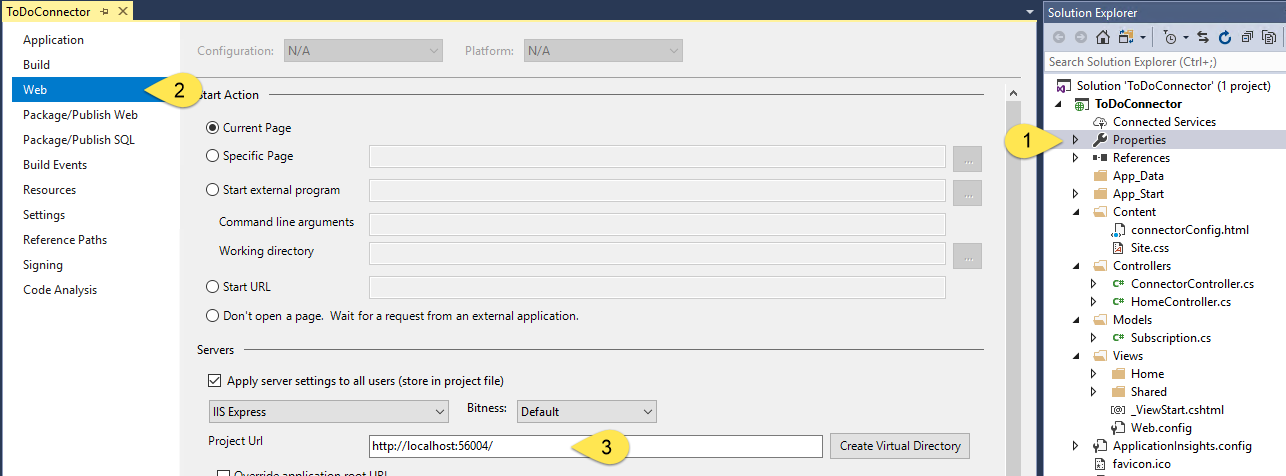 ToDoConnector
Application
Build
Web
Package/Publish Web
Package/Publish SQL
Build Events
Resources
Settings
Reference Paths
Signing
Code Analysis
2
Configuration: N/A Platform: N/A
Start Action
Current Page
Specific Page
...
Start external program
...
Command line arguments
Working directory
...
Start URL
Don't open a page. Wait for a request from an external application.
Servers
Apply server settings to all users (store in project file)
IIS Express Bitness: Default
Project Url http://localhost:56004/ 3 Create Virtual Directory
Override application root URL
Solution Explorer
Search Solution Explorer (Ctrl+;)
Solution 'ToDoConnector' (1 project)
ToDoConnector
Connected Services
1 Properties
References
App_Data
App_Start
Content
connectorConfig.html
Site.css
Controllers
C# ConnectorController.cs
C# HomeController.cs
Models
C# Subscription.cs
Views
Home
Shared
_ViewStart.cshtml
Web.config
ApplicationInsights.config
favicon.ico